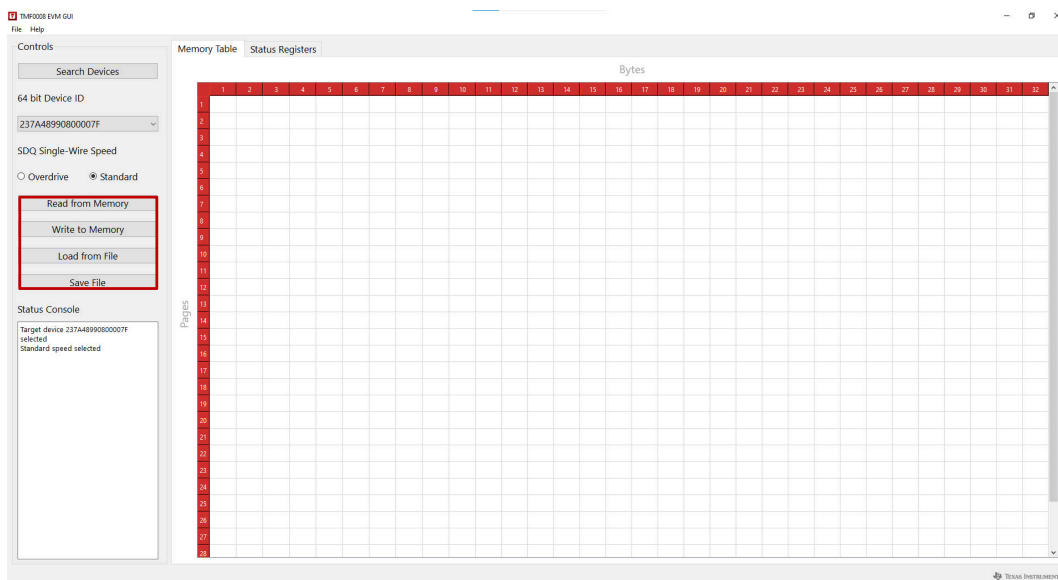 TMF0008 EVM GUI
File Help
Controls
Search Devices
64 bit Device ID
237A48990800007F
SDQ Single-Wire Speed
Overdrive Standard
Read from Memory
Write to Memory
Load from File
Save File
Status Console
Target device 237A48990800007F
selected
Standard speed selected
Memory Table Status Registers
Bytes
1 2 3 4 5 6 7 8 9 10 11 12 13 14 15 16 17 18 19 20 21 22 23 24 25 26 27 28 29 30 31 32
Pages
1
2
3
4
5
6
7
8
9
10
11
12
13
14
15
16
17
18
19
20
21
22
23
24
25
26
27
28
TEXAS INSTRUMENT